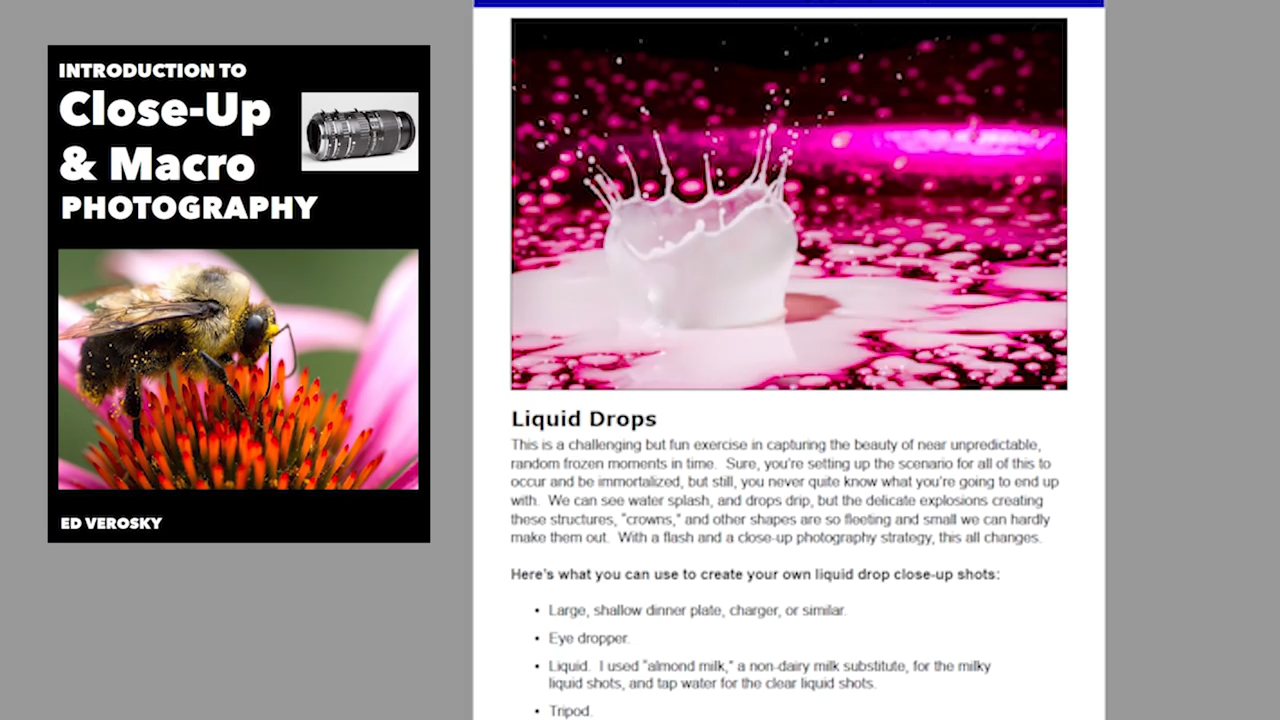 INTRODUCTION TO
Close-Up
& Macro
PHOTOGRAPHY
ED VEROSKY
Liquid Drops
This is a challenging but fun exercise in capturing the beauty of near unpredictable,
random frozen moments in time.  Sure, you're setting up the scenario for all of this to
occur and be immortalized, but still, you never quite know what you're going to end up
with.  We can see water splash, and drops drip, but the delicate explosions creating
these structures, "crowns," and other shapes are so fleeting and small we can hardly
make them out.  With a flash and a close-up photography strategy, this all changes.
Here's what you can use to create your own liquid drop close-up shots:
• Large, shallow dinner plate, charger, or similar.
• Eye dropper.
• Liquid.  I used "almond milk," a non-dairy milk substitute, for the milky
liquid shots, and tap water for the clear liquid shots.
• Tripod.